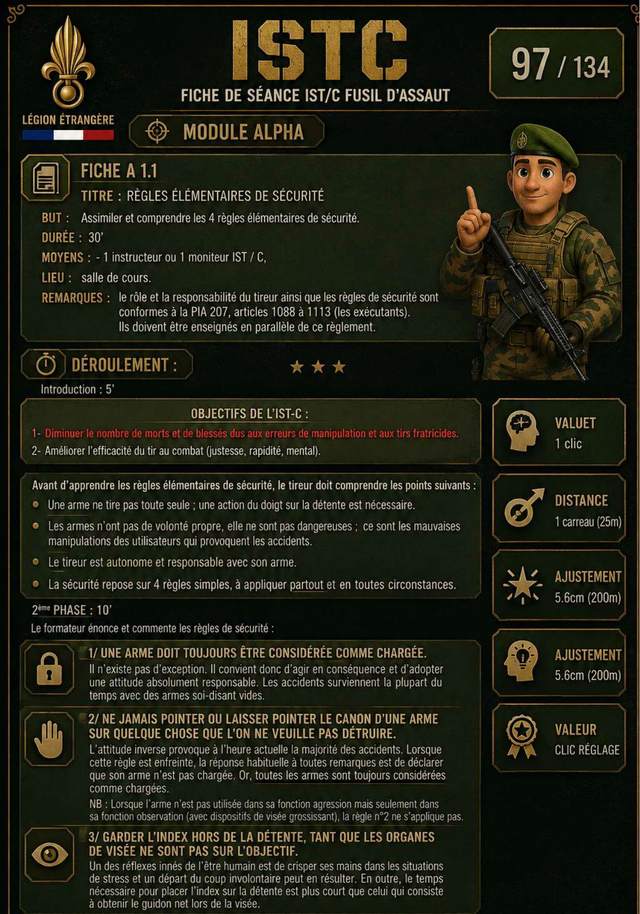 ISTC
FICHE DE SÉANCE IST/C FUSIL D'ASSAUT
97 / 134
LÉGION ÉTRANGÈRE
MODULE ALPHA
FICHE A 1.1
TITRE : RÈGLES ÉLÉMENTAIRES DE SÉCURITÉ
BUT : Assimiler et comprendre les 4 règles élémentaires de sécurité.
DURÉE : 30'
MOYENS : - 1 instructeur ou 1 moniteur IST / C,
LIEU : salle de cours.
REMARQUES : le rôle et la responsabilité du tireur ainsi que les règles de sécurité sont
conformes à la PIA 207, articles 1088 à 1113 (les exécutants).
Ils doivent être enseignés en parallèle de ce règlement.
DÉROULEMENT :
Introduction : 5'
OBJECTIFS DE L'IST-C :
1- Diminuer le nombre de morts et de blessés dus aux erreurs de manipulation et aux tirs fratricides.
2- Améliorer l'efficacité du tir au combat (justesse, rapidité, mental).
Avant d'apprendre les règles élémentaires de sécurité, le tireur doit comprendre les points suivants :
• Une arme ne tire pas toute seule ; une action du doigt sur la détente est nécessaire.
• Les armes n'ont pas de volonté propre, elle ne sont pas dangereuses ; ce sont les mauvaises
manipulations des utilisateurs qui provoquent les accidents.
• Le tireur est autonome et responsable avec son arme.
• La sécurité repose sur 4 règles simples, à appliquer partout et en toutes circonstances.
2ème PHASE : 10'
Le formateur énonce et commente les règles de sécurité :
1/ UNE ARME DOIT TOUJOURS ÊTRE CONSIDÉRÉE COMME CHARGÉE.
Il n'existe pas d'exception. Il convient donc d'agir en conséquence et d'adopter
une attitude absolument responsable. Les accidents surviennent la plupart du
temps avec des armes soi-disant vides.
2/ NE JAMAIS POINTER OU LAISSER POINTER LE CANON D'UNE ARME
SUR QUELQUE CHOSE QUE L'ON NE VEUILLE PAS DÉTRUIRE.
L'attitude inverse provoque à l'heure actuelle la majorité des accidents. Lorsque
cette règle est enfreinte, la réponse habituelle à toutes remarques est de déclarer
que son arme n'est pas chargée. Or, toutes les armes sont toujours considérées
comme chargées.
NB : Lorsque l'arme n'est pas utilisée dans sa fonction agression mais seulement dans
sa fonction observation (avec dispositifs de visée grossissant), la règle n°2 ne s'applique pas.
3/ GARDER L'INDEX HORS DE LA DÉTENTE, TANT QUE LES ORGANES
DE VISÉE NE SONT PAS SUR L'OBJECTIF.
Un des réflexes innés de l'être humain est de crisper ses mains dans les situations
de stress et un départ du coup involontaire peut en résulter. En outre, le temps
nécessaire pour placer l'index sur la détente est plus court que celui qui consiste
à obtenir le guidon net lors de la visée.
VALUET
1 clic
DISTANCE
1 carreau (25m)
AJUSTEMENT
5.6cm (200m)
AJUSTEMENT
5.6cm (200m)
VALEUR
CLIC RÉGLAGE